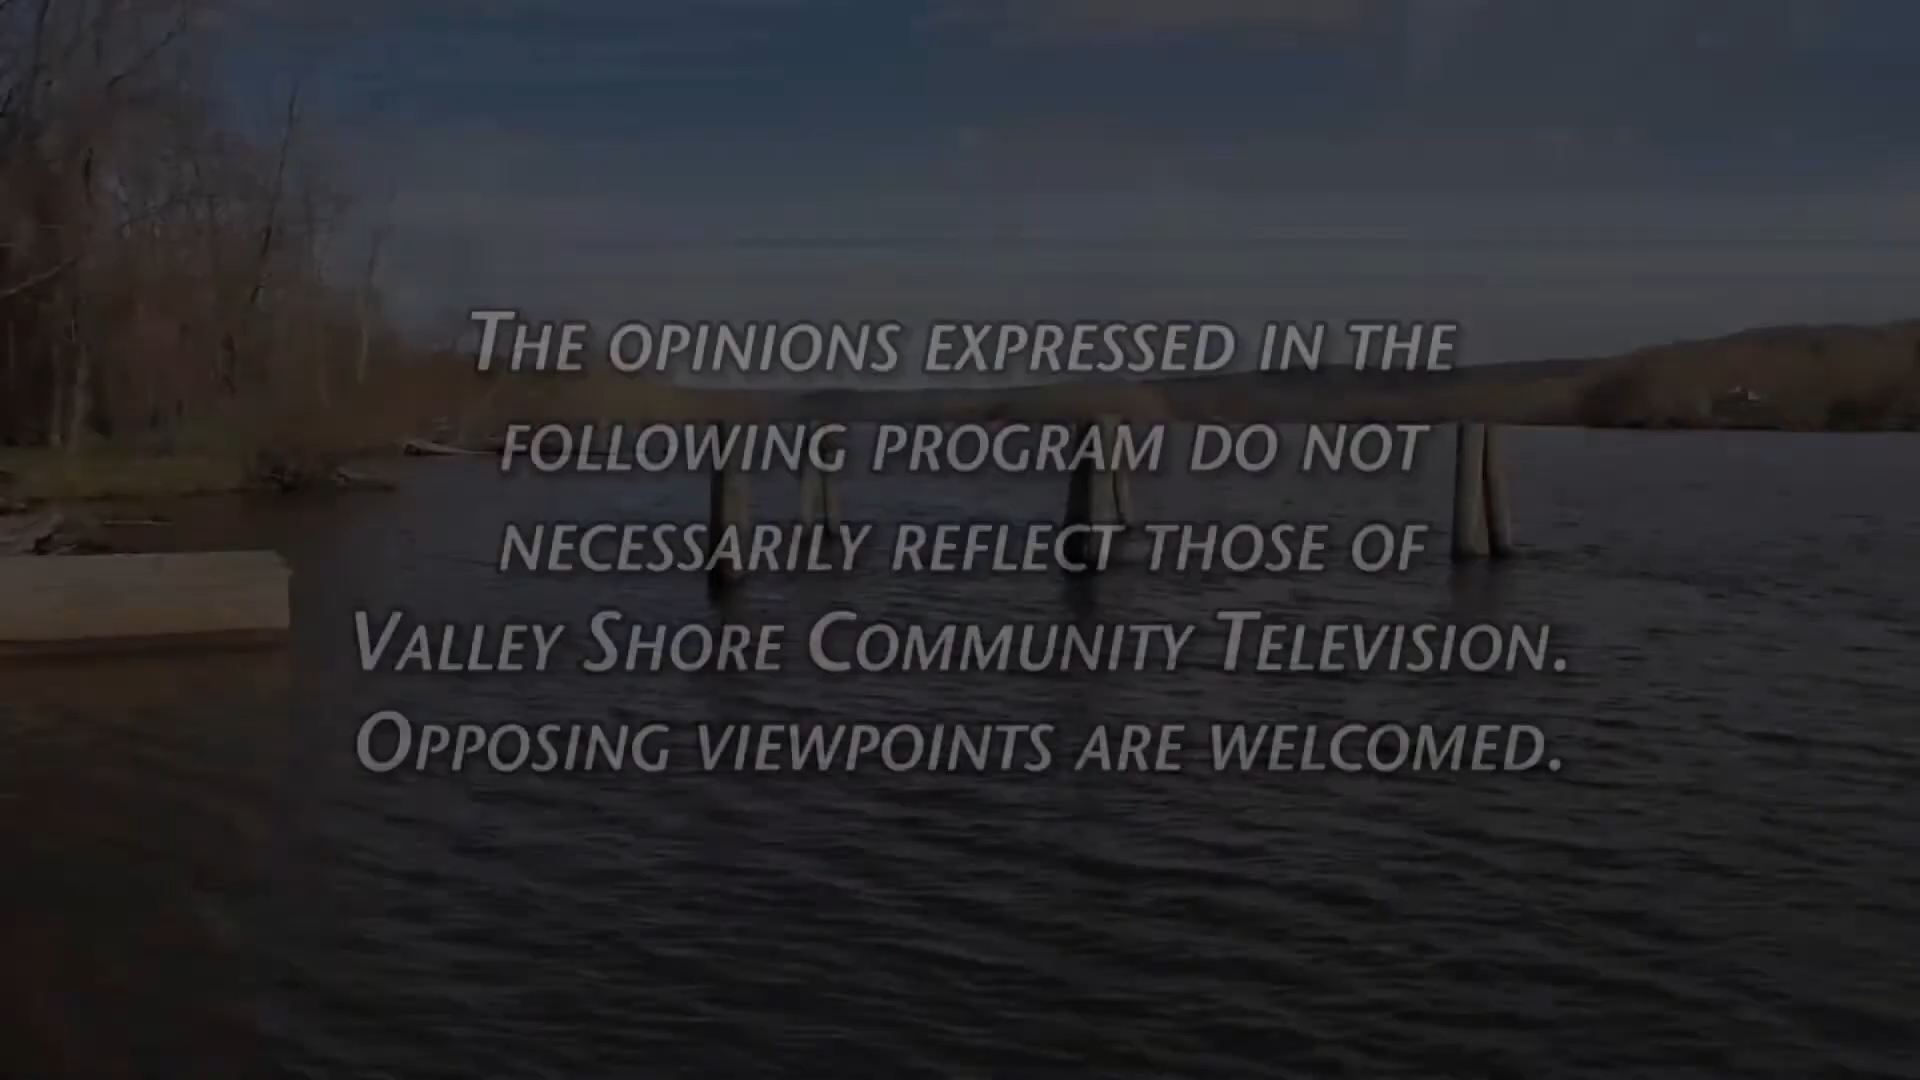 THE OPINIONS EXPRESSED IN THE
FOLLOWING PROGRAM DO NOT
NECESSARILY REFLECT THOSE OF
VALLEY SHORE COMMUNITY TELEVISION.
OPPOSING VIEWPOINTS ARE WELCOMED.